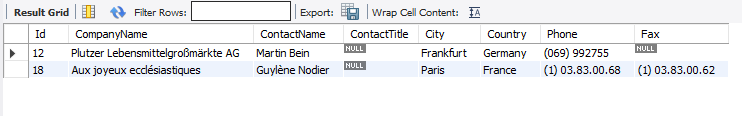 Result Grid Filter Rows: Export: Wrap Cell Content: IA
Id CompanyName ContactName ContactTitle City Country Phone Fax
12 Plutzer Lebensmittelgroßmärkte AG Martin Bein NULL Frankfurt Germany (069) 992755 NULL
18 Aux joyeux ecclésiastiques Guylène Nodier NULL Paris France (1) 03.83.00.68 (1) 03.83.00.62